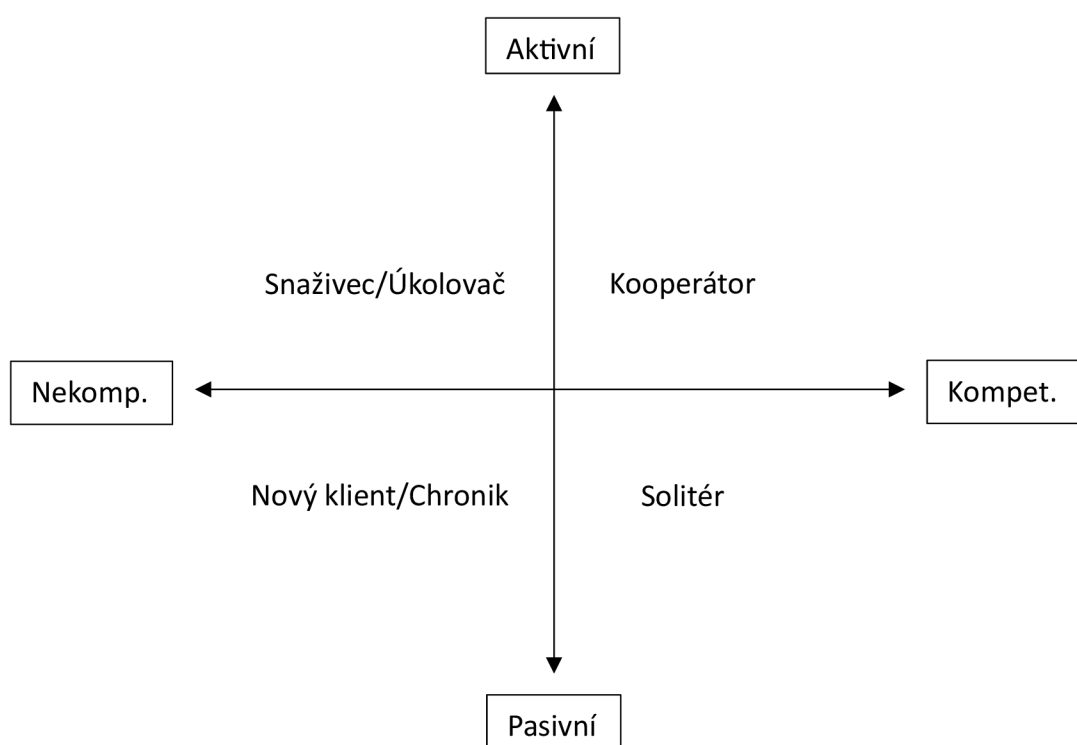 Aktivní
Snaživec/Úkolovač
Kooperátor
Nekomp.
Kompet.
Nový klient/Chronik
Solitér
Pasivní